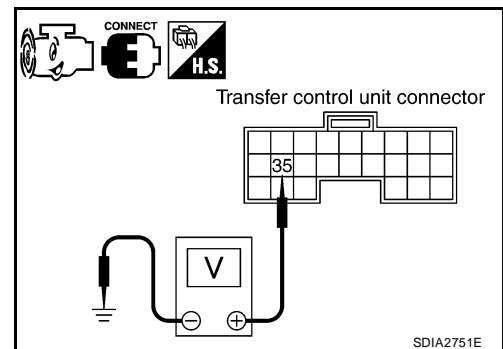 CONNECT
H.S.
Transfer control unit connector
35
V
SDIA2751E